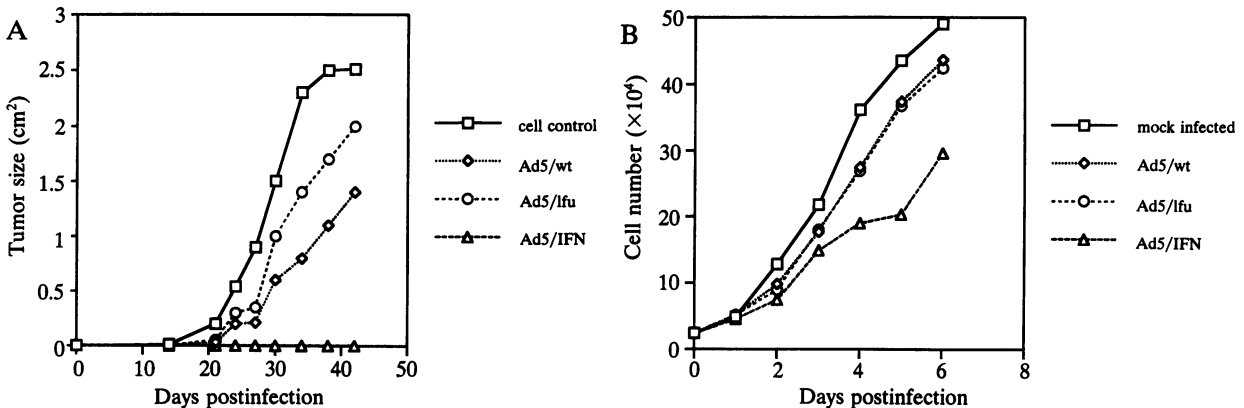 A
Tumor size (cm²)
3
2.5
2
1.5
1
0.5
0
0 10 20 30 40 50
Days postinfection
cell control
Ad5/wt
Ad5/lfu
Ad5/IFN
B
Cell number (×10⁴)
50
40
30
20
10
0
0 2 4 6 8
Days postinfection
mock infected
Ad5/wt
Ad5/lfu
Ad5/IFN